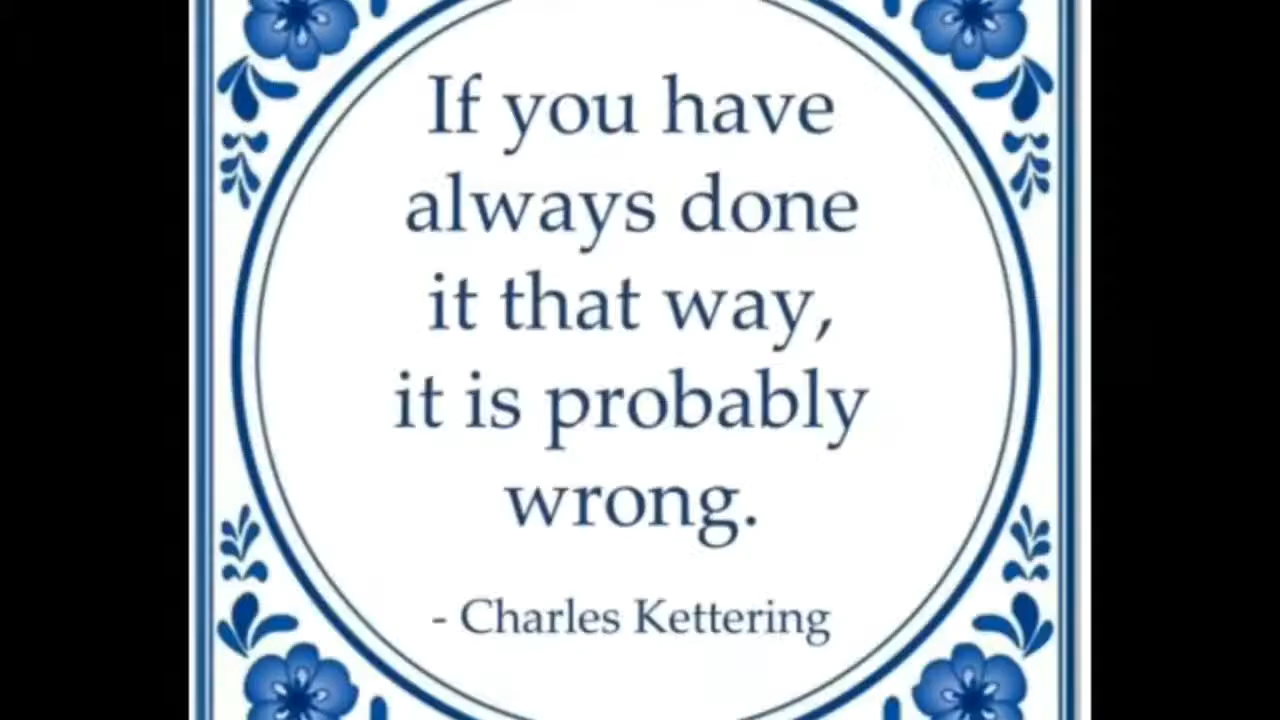 If you have
always done
it that way,
it is probably
wrong.
- Charles Kettering